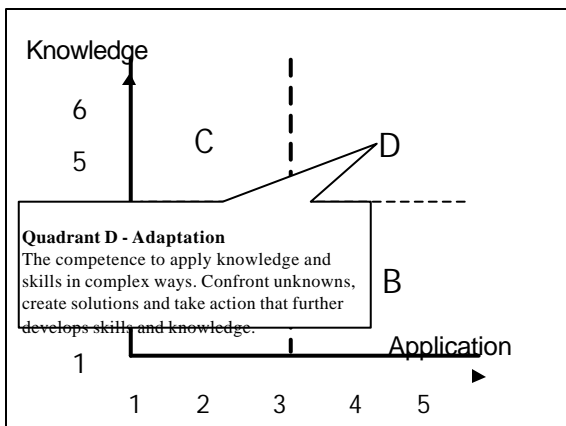 Knowledge
6
C
D
5
Quadrant D - Adaptation
The competence to apply knowledge and
skills in complex ways. Confront unknowns,
create solutions and take action that further
develops skills and knowledge.
B
1
Application
1 2 3 4 5